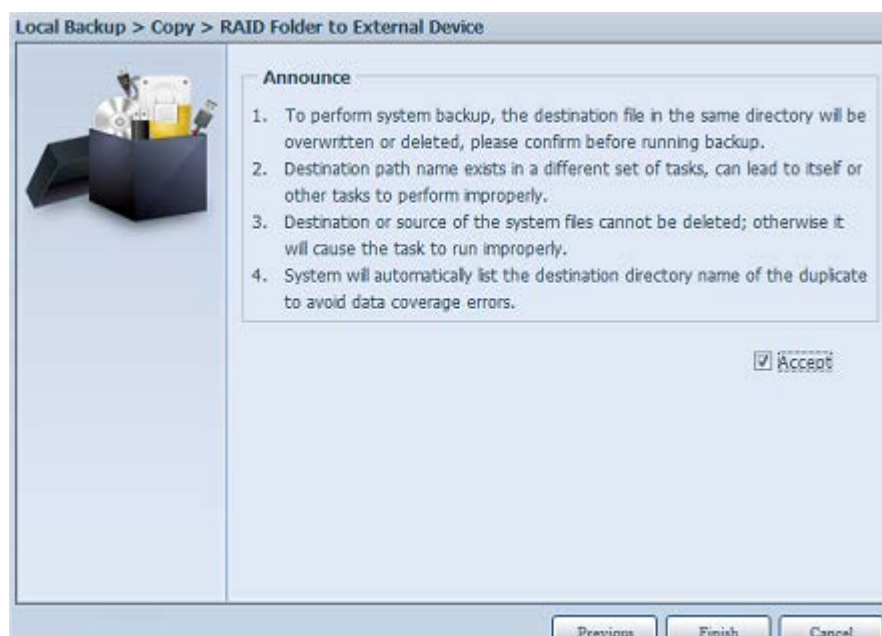 Local Backup > Copy > RAID Folder to External Device
Announce
1. To perform system backup, the destination file in the same directory will be
overwritten or deleted, please confirm before running backup.
2. Destination path name exists in a different set of tasks, can lead to itself or
other tasks to perform improperly.
3. Destination or source of the system files cannot be deleted; otherwise it
will cause the task to run improperly.
4. System will automatically list the destination directory name of the duplicate
to avoid data coverage errors.
Accept
Previous Finish Cancel